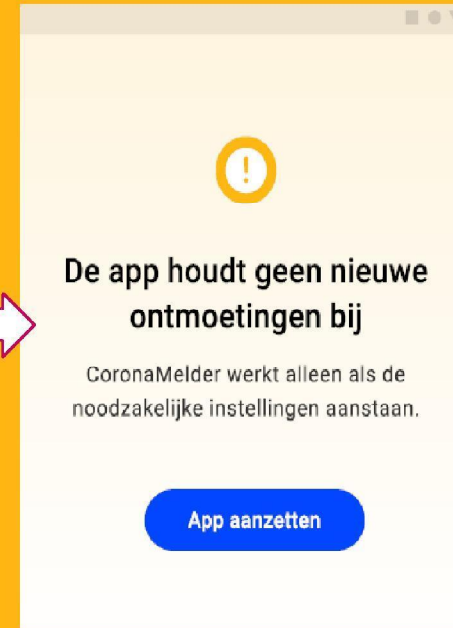 De app houdt geen nieuwe
ontmoetingen bij
CoronaMelder werkt alleen als de
noodzakelijke instellingen aanstaan.
App aanzetten